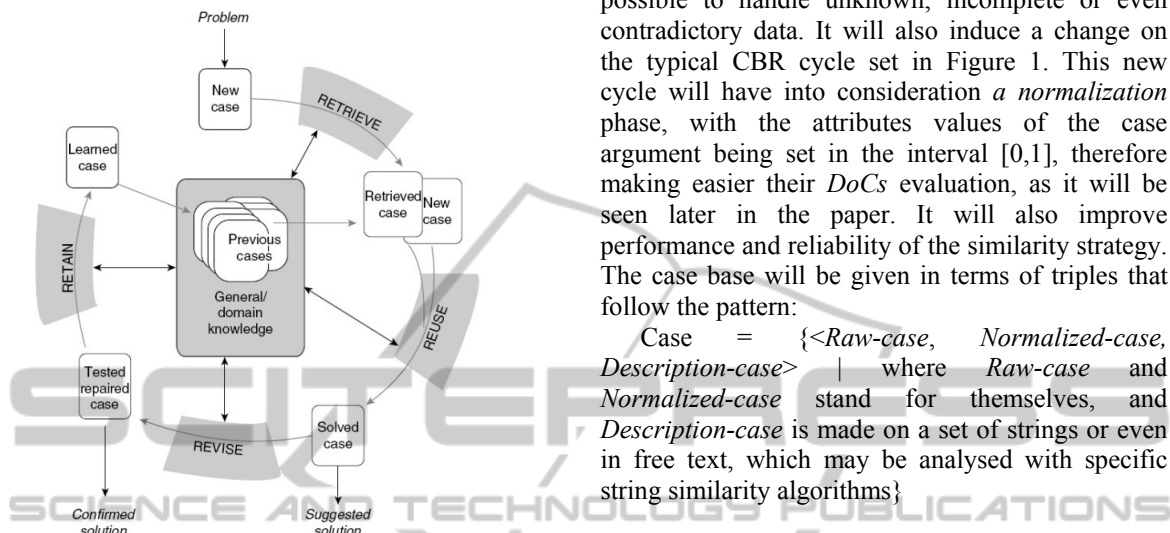 Problem
New
case
RETRIEVE
Learned
case
Retrieved
case
New
case
Previous
cases
RETAIN
General/
domain
knowledge
REUSE
Tested
repaired
case
Solved
case
REVISE
Confirmed
solution
Suggested
solution
possible to handle unknown, incomplete or even
contradictory data. It will also induce a change on
the typical CBR cycle set in Figure 1. This new
cycle will have into consideration a normalization
phase, with the attributes values of the case
argument being set in the interval [0,1], therefore
making easier their DoCs evaluation, as it will be
seen later in the paper. It will also improve
performance and reliability of the similarity strategy.
The case base will be given in terms of triples that
follow the pattern:
Case = {<Raw-case, Normalized-case,
Description-case> | where Raw-case and
Normalized-case stand for themselves, and
Description-case is made on a set of strings or even
in free text, which may be analysed with specific
string similarity algorithms}
SCITEPRESS
SCIENCE AND TECHNOLOGY PUBLICATIONS